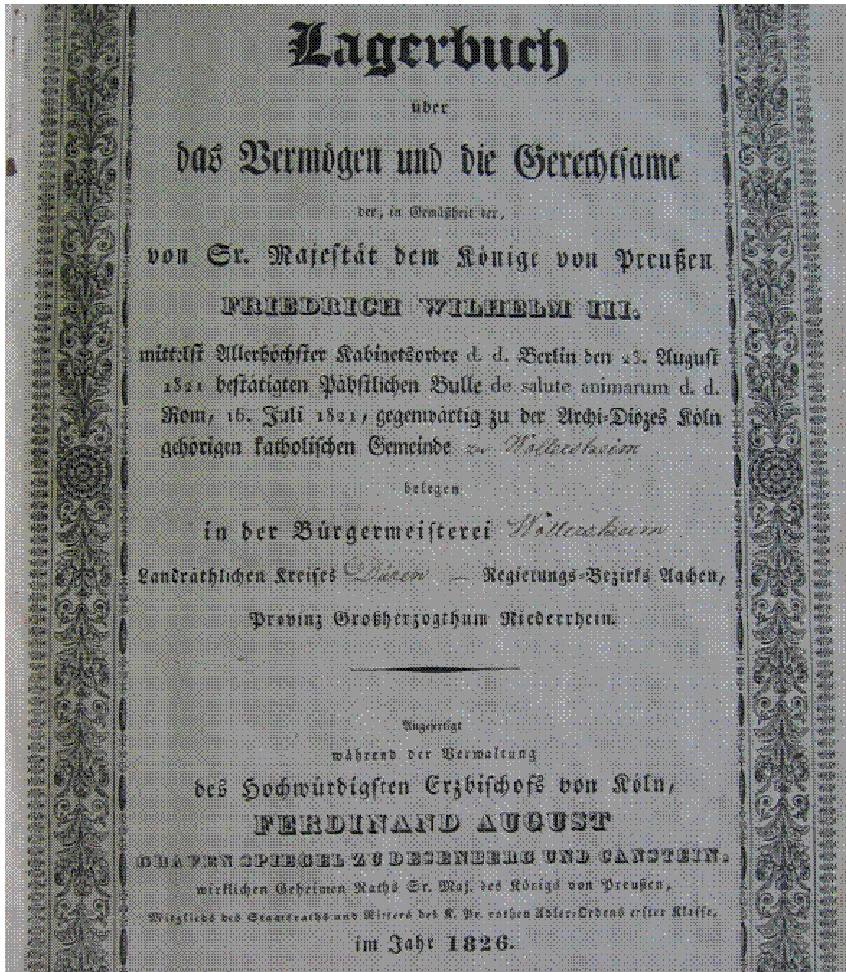 Lagerbuch
über
das Vermögen und die Gerechtsame
der, in Gemäßheit der,
von Sr. Majestät dem Könige von Preußen
FRIEDRICH WILHELM III.
mittelst Allerhöchster Kabinetsordre d. d. Berlin den 23. August
1821 bestätigten Päbstlichen Bulle de salute animarum d. d.
Rom, 16. Juli 1821, gegenwärtig zu der Archi-Diözes Köln
gehörigen katholischen Gemeinde zu Wollersheim
belegen
in der Bürgermeisterei Wollersheim
Landräthlichen Kreises Düren — Regierungs-Bezirks Aachen,
Provinz Großherzogthum Niederrhein.
Angefertigt
während der Verwaltung
des Hochwürdigsten Erzbischofs von Köln,
FERDINAND AUGUST
GRAFEN SPIEGEL ZU DESENBERG UND CANSTEIN.
wirklichen Geheimen Raths Sr. Maj. des Königs von Preußen,
Mitglieds des Staatsraths und Ritters des K. Pr. rothen Adler-Ordens erster Klasse,
im Jahr 1826.